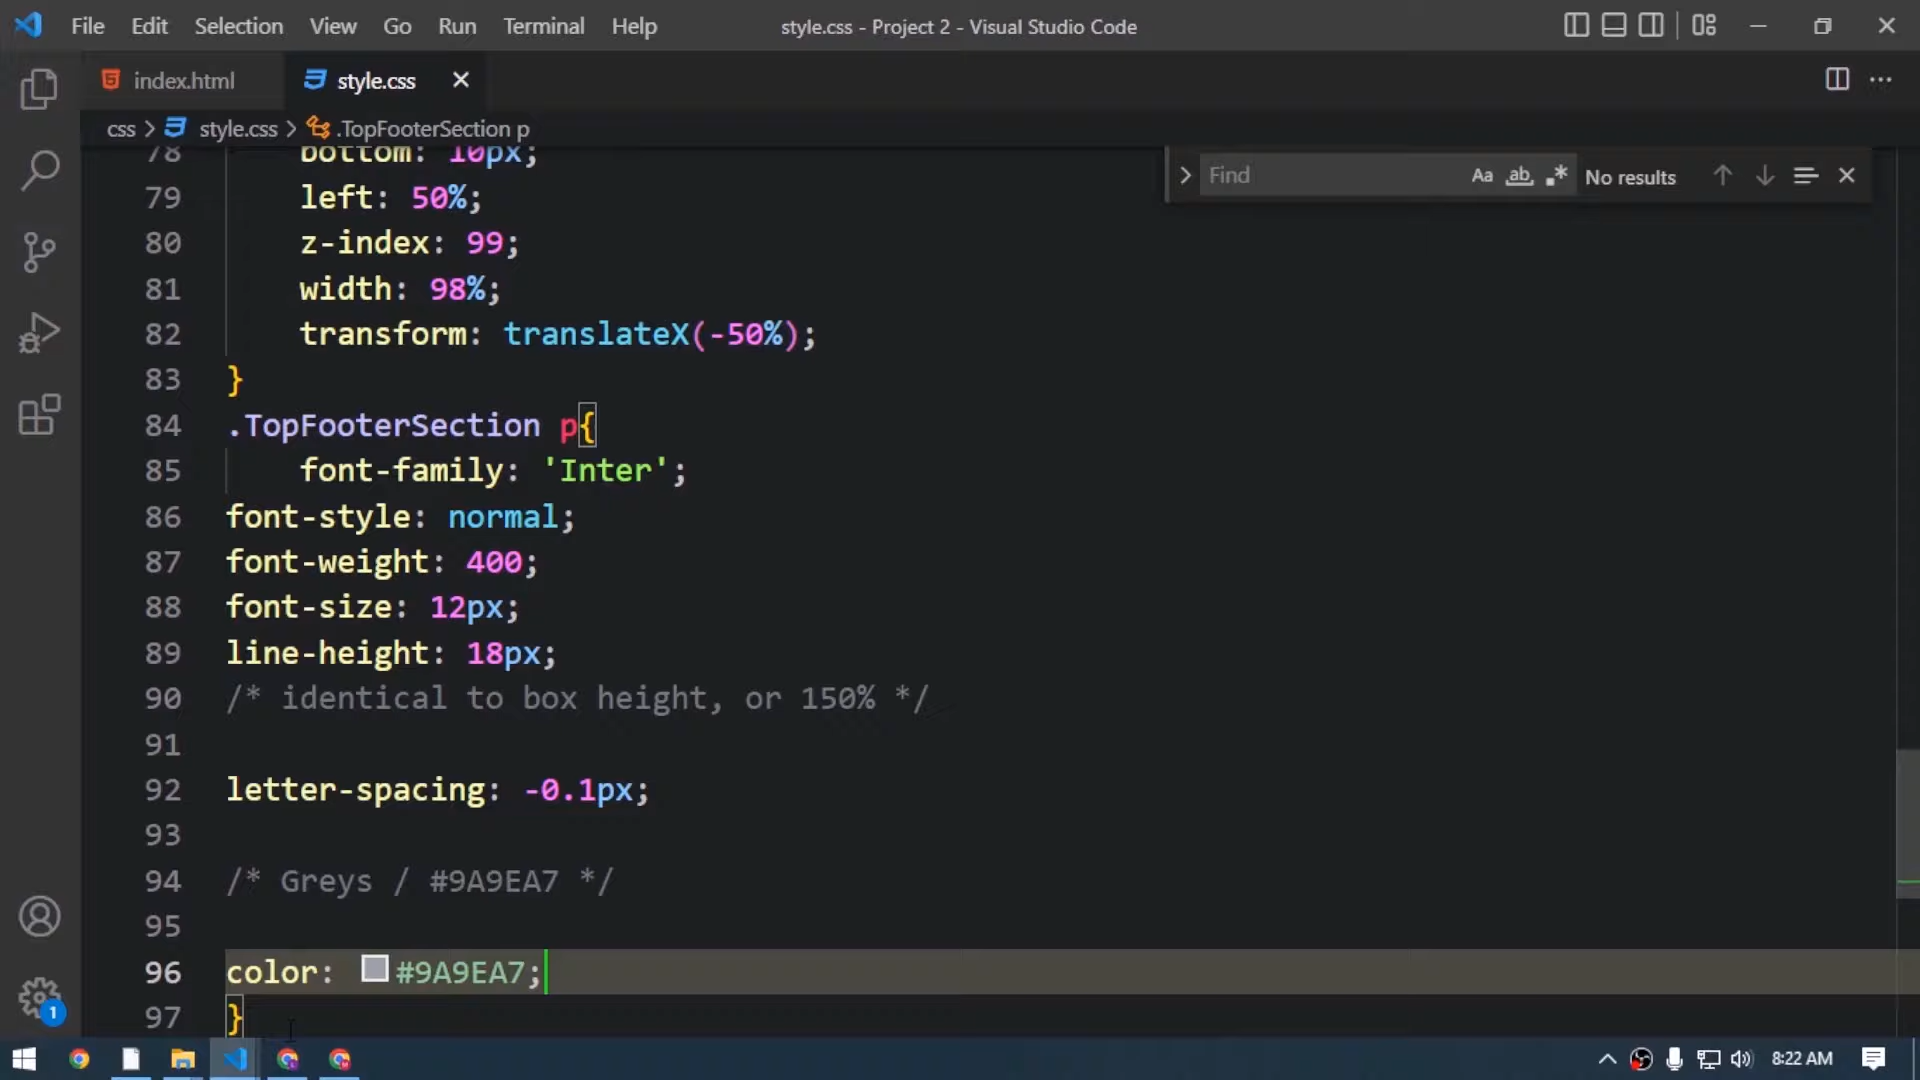 File Edit Selection View Go Run Terminal Help style.css - Project 2 - Visual Studio Code
index.html style.css
css > style.css > .TopFooterSection p
Find Aa ab No results
78 bottom: 10px;
79 left: 50%;
80 z-index: 99;
81 width: 98%;
82 transform: translateX(-50%);
83 }
84 .TopFooterSection p{
85 font-family: 'Inter';
86 font-style: normal;
87 font-weight: 400;
88 font-size: 12px;
89 line-height: 18px;
90 /* identical to box height, or 150% */
91
92 letter-spacing: -0.1px;
93
94 /* Greys / #9A9EA7 */
95
96 color: #9A9EA7;
97 }
1
8:22 AM